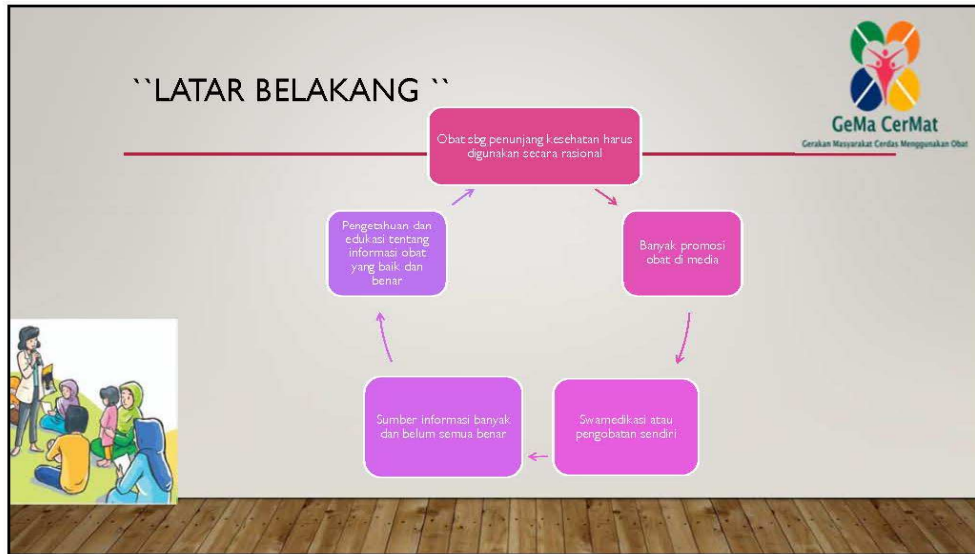 ``LATAR BELAKANG ``
GeMa CerMat
Gerakan Masyarakat Cerdas Menggunakan Obat
Obat sbg penunjang kesehatan harus
digunakan secara rasional
Banyak promosi
obat di media
Swamedikasi atau
pengobatan sendiri
Sumber informasi banyak
dan belum semua benar
Pengetahuan dan
edukasi tentang
informasi obat
yang baik dan
benar